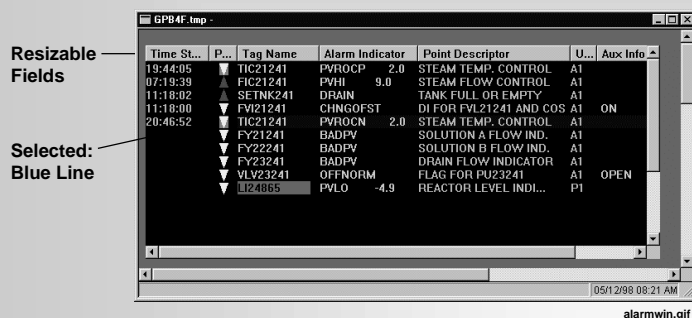 GPB4F.tmp -
Resizable
Fields
Selected:
Blue Line
Time St... P... Tag Name Alarm Indicator Point Descriptor U... Aux Info
19:44:05 TIC21241 PVROCP 2.0 STEAM TEMP. CONTROL A1
07:19:39 FIC21241 PVHI 9.0 STEAM FLOW CONTROL A1
11:18:02 SETNK241 DRAIN TANK FULL OR EMPTY A1
11:18:00 FVI21241 CHNGOFST DI FOR FVL21241 AND COS A1 ON
20:46:52 TIC21241 PVROCN 2.0 STEAM TEMP. CONTROL A1
FY21241 BADPV SOLUTION A FLOW IND. A1
FY22241 BADPV SOLUTION B FLOW IND. A1
FY23241 BADPV DRAIN FLOW INDICATOR A1
VLV23241 OFFNORM FLAG FOR PU23241 A1 OPEN
LI24865 PVLO -4.9 REACTOR LEVEL INDI... P1
05/12/98 08:21 AM
alarmwin.gif